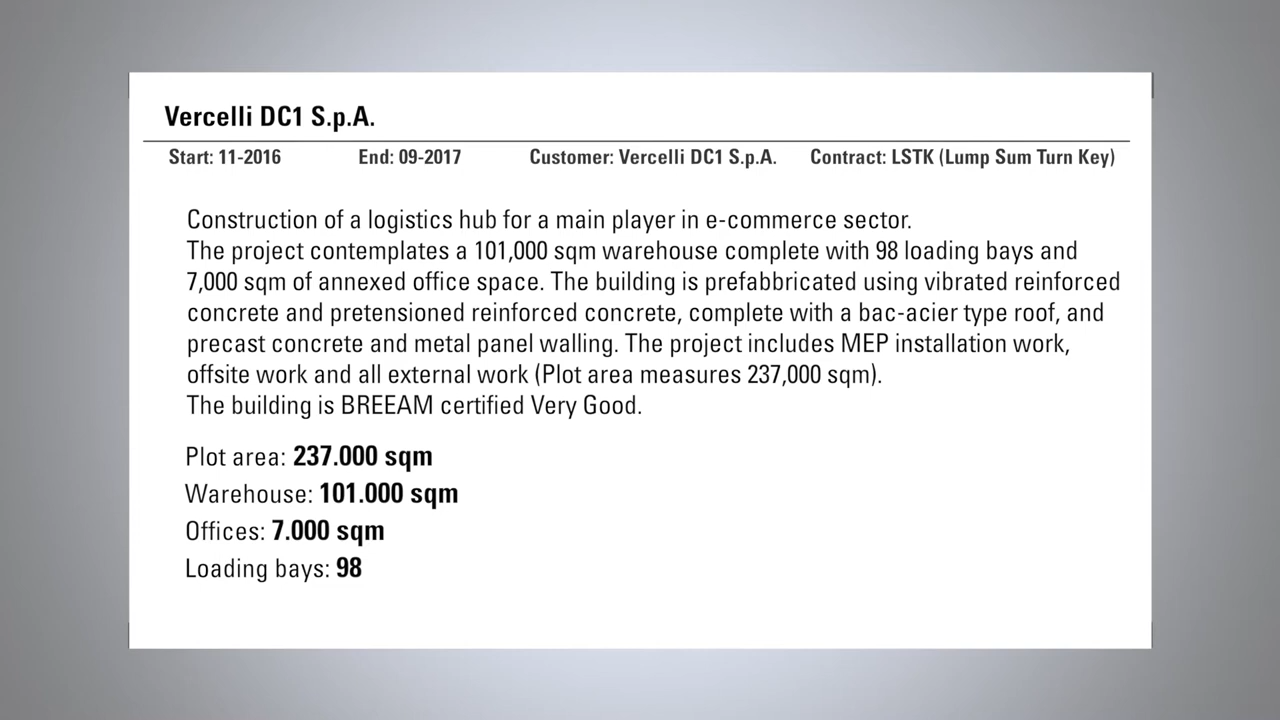 Vercelli DC1 S.p.A.
Start: 11-2016 End: 09-2017 Customer: Vercelli DC1 S.p.A. Contract: LSTK (Lump Sum Turn Key)
Construction of a logistics hub for a main player in e-commerce sector.
The project contemplates a 101,000 sqm warehouse complete with 98 loading bays and
7,000 sqm of annexed office space. The building is prefabbricated using vibrated reinforced
concrete and pretensioned reinforced concrete, complete with a bac-acier type roof, and
precast concrete and metal panel walling. The project includes MEP installation work,
offsite work and all external work (Plot area measures 237,000 sqm).
The building is BREEAM certified Very Good.
Plot area: 237.000 sqm
Warehouse: 101.000 sqm
Offices: 7.000 sqm
Loading bays: 98